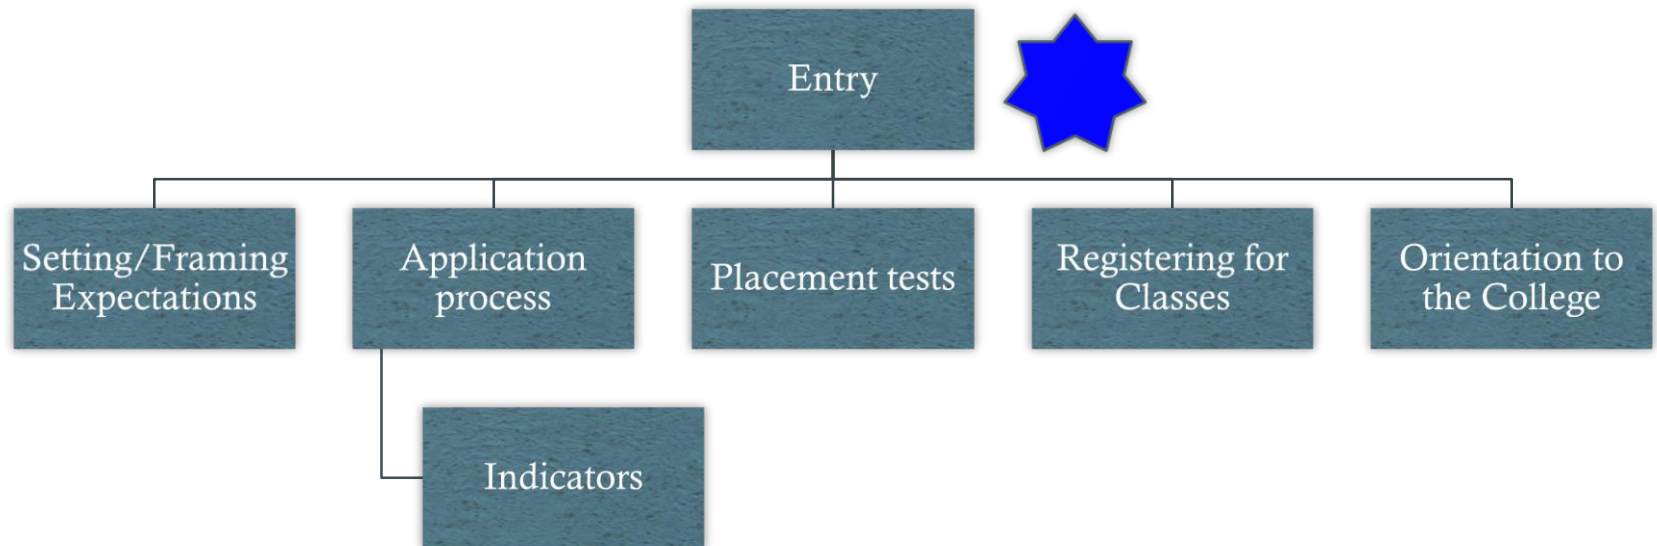 Entry
Setting/Framing
Expectations
Application
process
Placement tests
Registering for
Classes
Orientation to
the College
Indicators